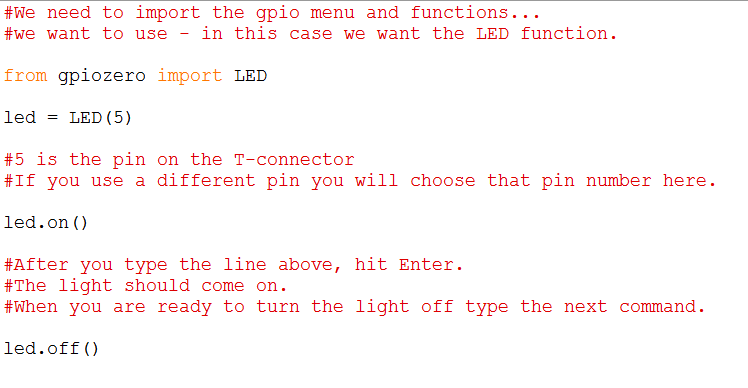 #We need to import the gpio menu and functions...
#we want to use - in this case we want the LED function.
from gpiozero import LED
led = LED(5)
#5 is the pin on the T-connector
#If you use a different pin you will choose that pin number here.
led.on()
#After you type the line above, hit Enter.
#The light should come on.
#When you are ready to turn the light off type the next command.
led.off()